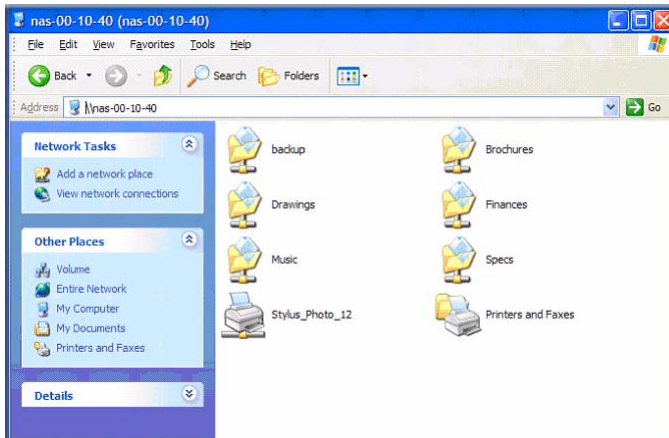 nas-00-10-40 (nas-00-10-40)
File Edit View Favorites Tools Help
Back Search Folders
Address \\nas-00-10-40 Go
Network Tasks
Add a network place
View network connections
Other Places
Volume
Entire Network
My Computer
My Documents
Printers and Faxes
Details
backup Brochures
Drawings Finances
Music Specs
Stylus_Photo_12 Printers and Faxes